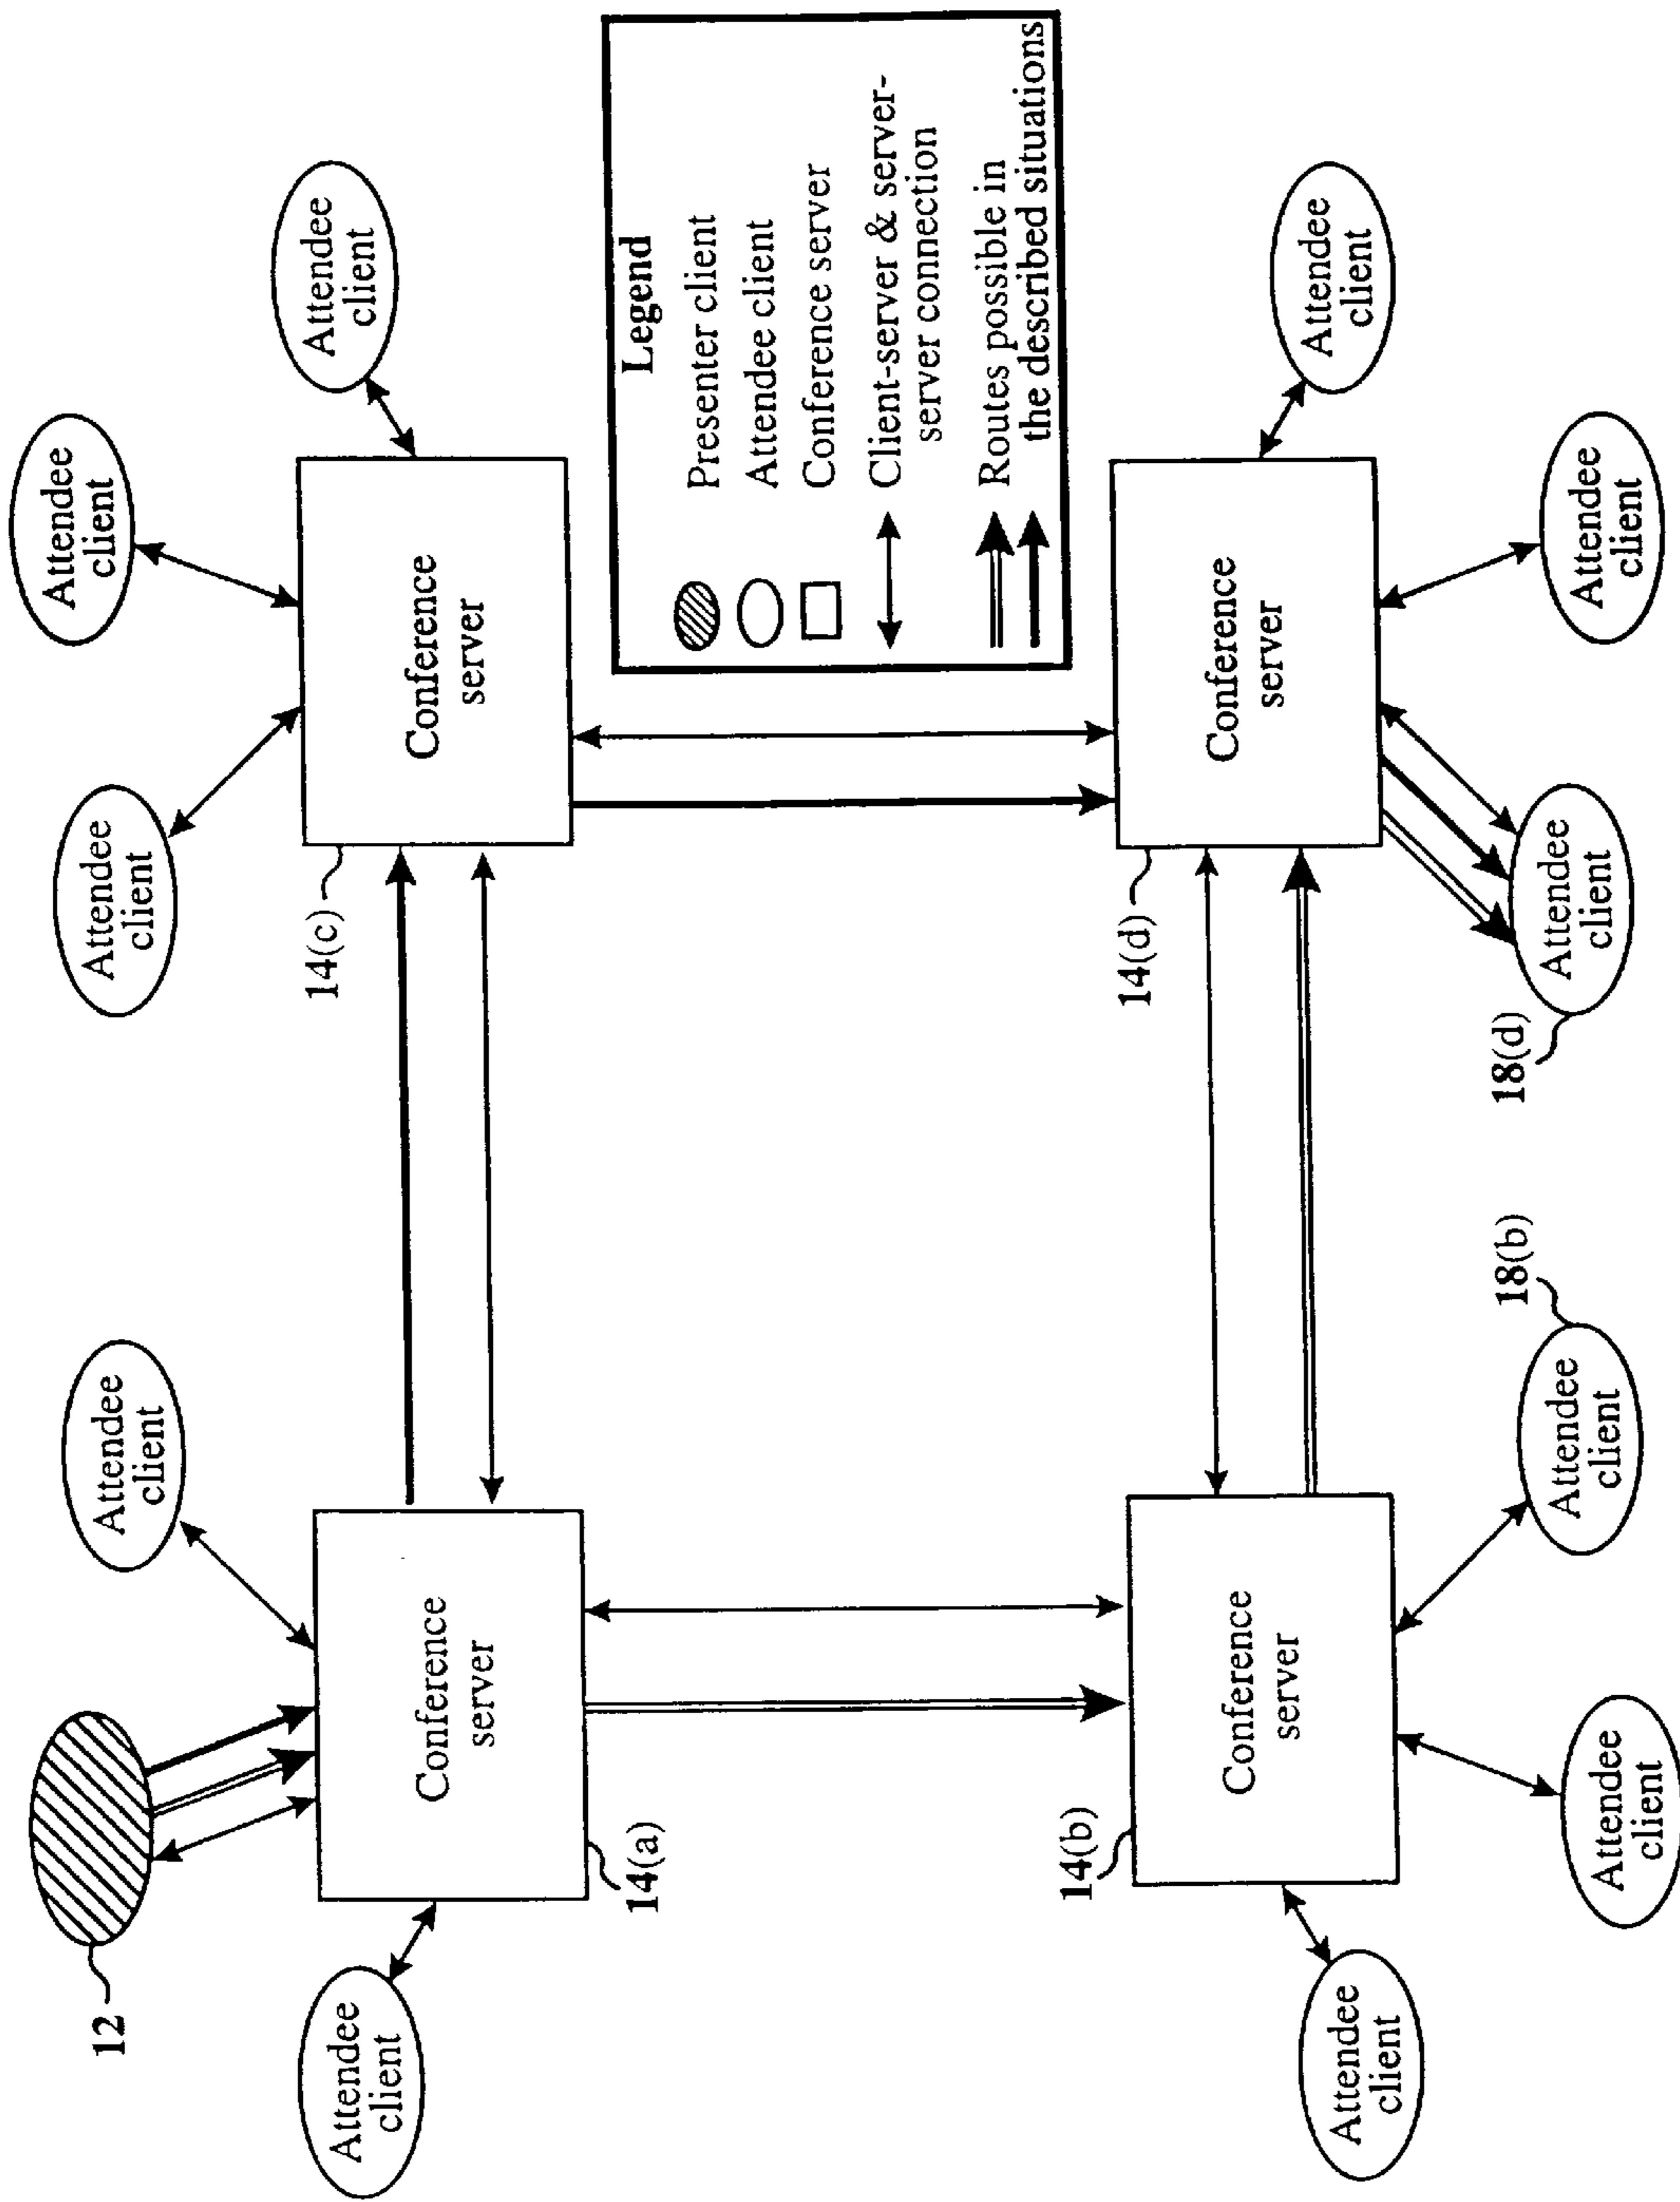 12
Attendee
client
Attendee
client
Attendee
client
Attendee
client
Attendee
client
14(c)
Conference
server
Conference
server
14(a)
Legend
Presenter client
Attendee client
Conference server
Client-server & server-
server connection
Routes possible in
the described situations
14(b)
14(d)
Conference
server
Conference
server
Attendee
client
Attendee
client
18(b)
18(d)
Attendee
client
Attendee
client
Attendee
client
Attendee
client